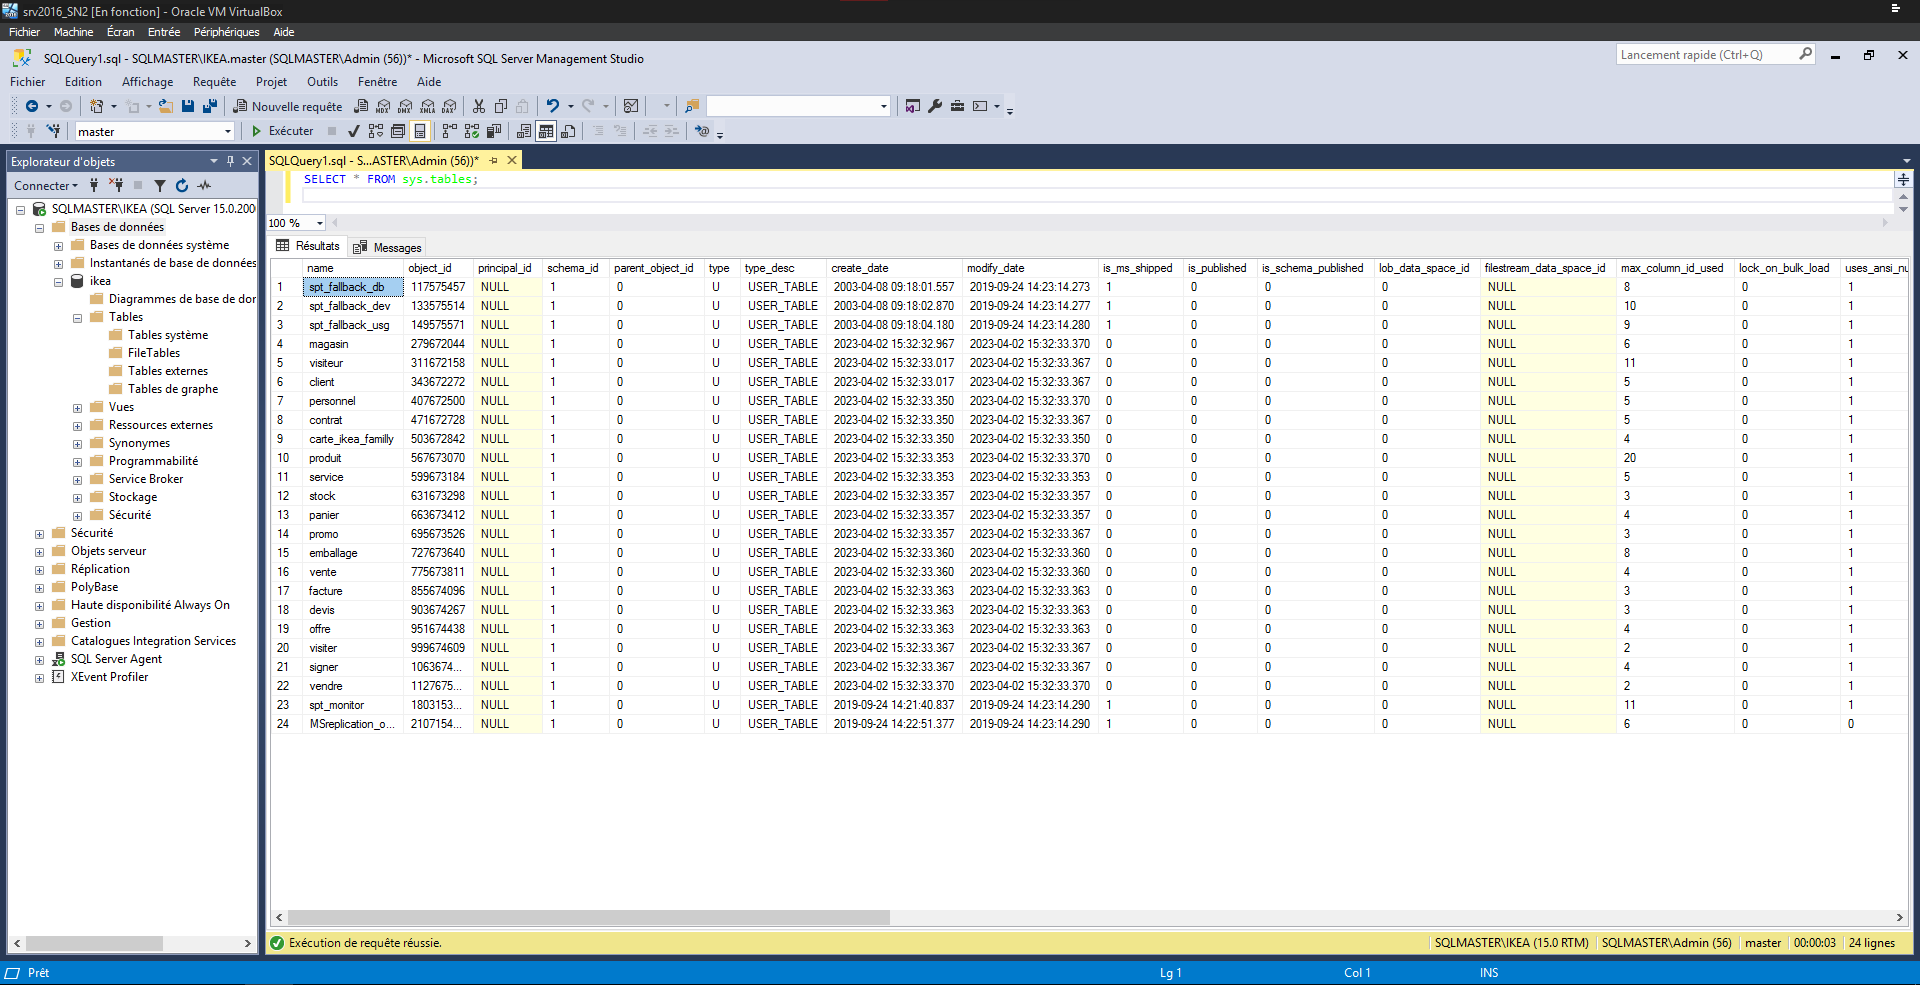 srv2016_SN2 [En fonction] - Oracle VM VirtualBox
Fichier Machine Écran Entrée Périphériques Aide
SQLQuery1.sql - SQLMASTER\IKEA.master (SQLMASTER\Admin (56))* - Microsoft SQL Server Management Studio
Lancement rapide (Ctrl+Q)
Fichier Edition Affichage Requête Projet Outils Fenêtre Aide
Nouvelle requête MDX DMX XMLA DAX
master Exécuter
Explorateur d'objets
Connecter
SQLMASTER\IKEA (SQL Server 15.0.200
Bases de données
Bases de données système
Instantanés de base de données
ikea
Diagrammes de base de dor
Tables
Tables système
FileTables
Tables externes
Tables de graphe
Vues
Ressources externes
Synonymes
Programmabilité
Service Broker
Stockage
Sécurité
Sécurité
Objets serveur
Réplication
PolyBase
Haute disponibilité Always On
Gestion
Catalogues Integration Services
SQL Server Agent
XEvent Profiler
SQLQuery1.sql - S...ASTER\Admin (56))*
SELECT * FROM sys.tables;
100 %
Résultats Messages
name object_id principal_id schema_id parent_object_id type type_desc create_date modify_date is_ms_shipped is_published is_schema_published lob_data_space_id filestream_data_space_id max_column_id_used lock_on_bulk_load uses_ansi_nu
1 spt_fallback_db 117575457 NULL 1 0 U USER_TABLE 2003-04-08 09:18:01.557 2019-09-24 14:23:14.273 1 0 0 0 NULL 8 0 1
2 spt_fallback_dev 133575514 NULL 1 0 U USER_TABLE 2003-04-08 09:18:02.870 2019-09-24 14:23:14.277 1 0 0 0 NULL 10 0 1
3 spt_fallback_usg 149575571 NULL 1 0 U USER_TABLE 2003-04-08 09:18:04.180 2019-09-24 14:23:14.280 1 0 0 0 NULL 9 0 1
4 magasin 279672044 NULL 1 0 U USER_TABLE 2023-04-02 15:32:32.967 2023-04-02 15:32:33.370 0 0 0 0 NULL 6 0 1
5 visiteur 311672158 NULL 1 0 U USER_TABLE 2023-04-02 15:32:33.017 2023-04-02 15:32:33.367 0 0 0 0 NULL 11 0 1
6 client 343672272 NULL 1 0 U USER_TABLE 2023-04-02 15:32:33.017 2023-04-02 15:32:33.367 0 0 0 0 NULL 5 0 1
7 personnel 407672500 NULL 1 0 U USER_TABLE 2023-04-02 15:32:33.350 2023-04-02 15:32:33.370 0 0 0 0 NULL 5 0 1
8 contrat 471672728 NULL 1 0 U USER_TABLE 2023-04-02 15:32:33.350 2023-04-02 15:32:33.367 0 0 0 0 NULL 5 0 1
9 carte_ikea_familly 503672842 NULL 1 0 U USER_TABLE 2023-04-02 15:32:33.350 2023-04-02 15:32:33.350 0 0 0 0 NULL 4 0 1
10 produit 567673070 NULL 1 0 U USER_TABLE 2023-04-02 15:32:33.353 2023-04-02 15:32:33.370 0 0 0 0 NULL 20 0 1
11 service 599673184 NULL 1 0 U USER_TABLE 2023-04-02 15:32:33.353 2023-04-02 15:32:33.353 0 0 0 0 NULL 5 0 1
12 stock 631673298 NULL 1 0 U USER_TABLE 2023-04-02 15:32:33.357 2023-04-02 15:32:33.357 0 0 0 0 NULL 3 0 1
13 panier 663673412 NULL 1 0 U USER_TABLE 2023-04-02 15:32:33.357 2023-04-02 15:32:33.357 0 0 0 0 NULL 4 0 1
14 promo 695673526 NULL 1 0 U USER_TABLE 2023-04-02 15:32:33.357 2023-04-02 15:32:33.367 0 0 0 0 NULL 3 0 1
15 emballage 727673640 NULL 1 0 U USER_TABLE 2023-04-02 15:32:33.360 2023-04-02 15:32:33.360 0 0 0 0 NULL 8 0 1
16 vente 775673811 NULL 1 0 U USER_TABLE 2023-04-02 15:32:33.360 2023-04-02 15:32:33.360 0 0 0 0 NULL 4 0 1
17 facture 855674096 NULL 1 0 U USER_TABLE 2023-04-02 15:32:33.363 2023-04-02 15:32:33.363 0 0 0 0 NULL 3 0 1
18 devis 903674267 NULL 1 0 U USER_TABLE 2023-04-02 15:32:33.363 2023-04-02 15:32:33.363 0 0 0 0 NULL 3 0 1
19 offre 951674438 NULL 1 0 U USER_TABLE 2023-04-02 15:32:33.363 2023-04-02 15:32:33.363 0 0 0 0 NULL 4 0 1
20 visiter 999674609 NULL 1 0 U USER_TABLE 2023-04-02 15:32:33.367 2023-04-02 15:32:33.367 0 0 0 0 NULL 2 0 1
21 signer 1063674... NULL 1 0 U USER_TABLE 2023-04-02 15:32:33.367 2023-04-02 15:32:33.367 0 0 0 0 NULL 4 0 1
22 vendre 1127675... NULL 1 0 U USER_TABLE 2023-04-02 15:32:33.370 2023-04-02 15:32:33.370 0 0 0 0 NULL 2 0 1
23 spt_monitor 1803153... NULL 1 0 U USER_TABLE 2019-09-24 14:21:40.837 2019-09-24 14:23:14.290 1 0 0 0 NULL 11 0 1
24 MSreplication_o... 2107154... NULL 1 0 U USER_TABLE 2019-09-24 14:22:51.377 2019-09-24 14:23:14.290 1 0 0 0 NULL 6 0 0
Exécution de requête réussie. SQLMASTER\IKEA (15.0 RTM) SQLMASTER\Admin (56) master 00:00:03 24 lignes
Prêt Lg 1 Col 1 INS